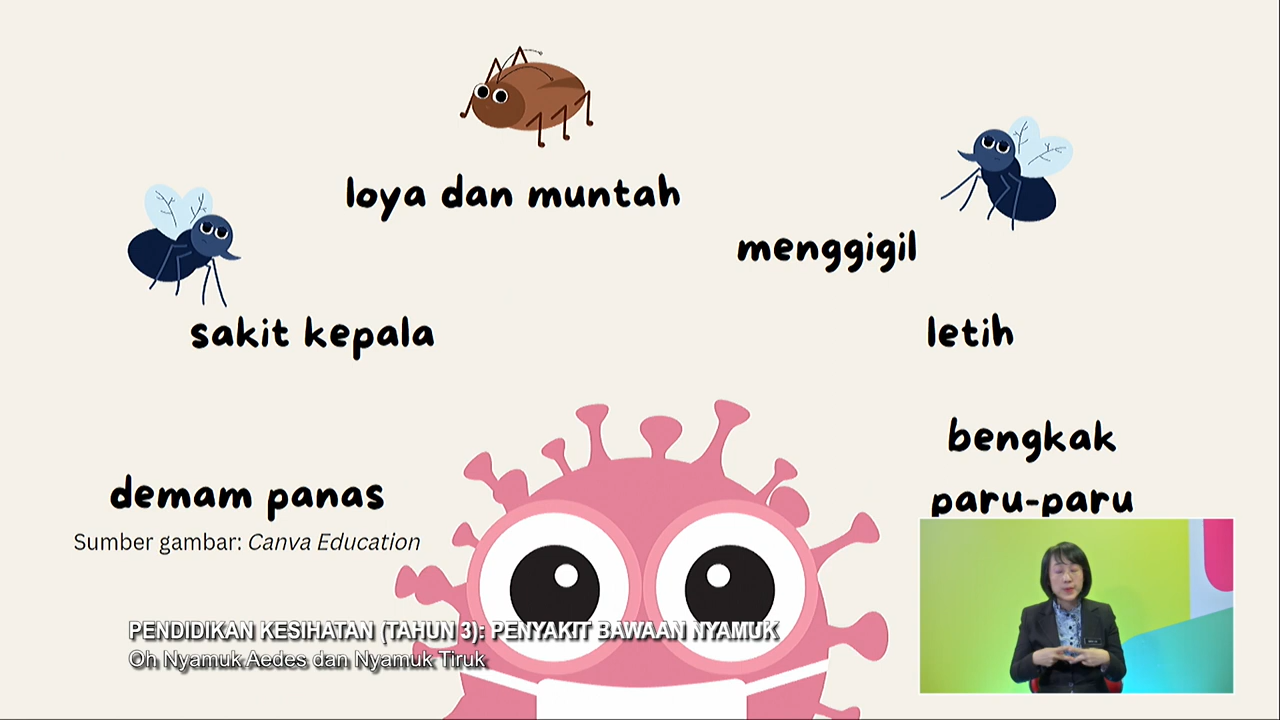 loya dan muntah
menggigil
sakit kepala
letih
bengkak
paru-paru
demam panas
Sumber gambar: Canva Education
PENDIDIKAN KESIHATAN (TAHUN 3): PENYAKIT BAWAAN NYAMUK
Oh Nyamuk Aedes dan Nyamuk Tiruk